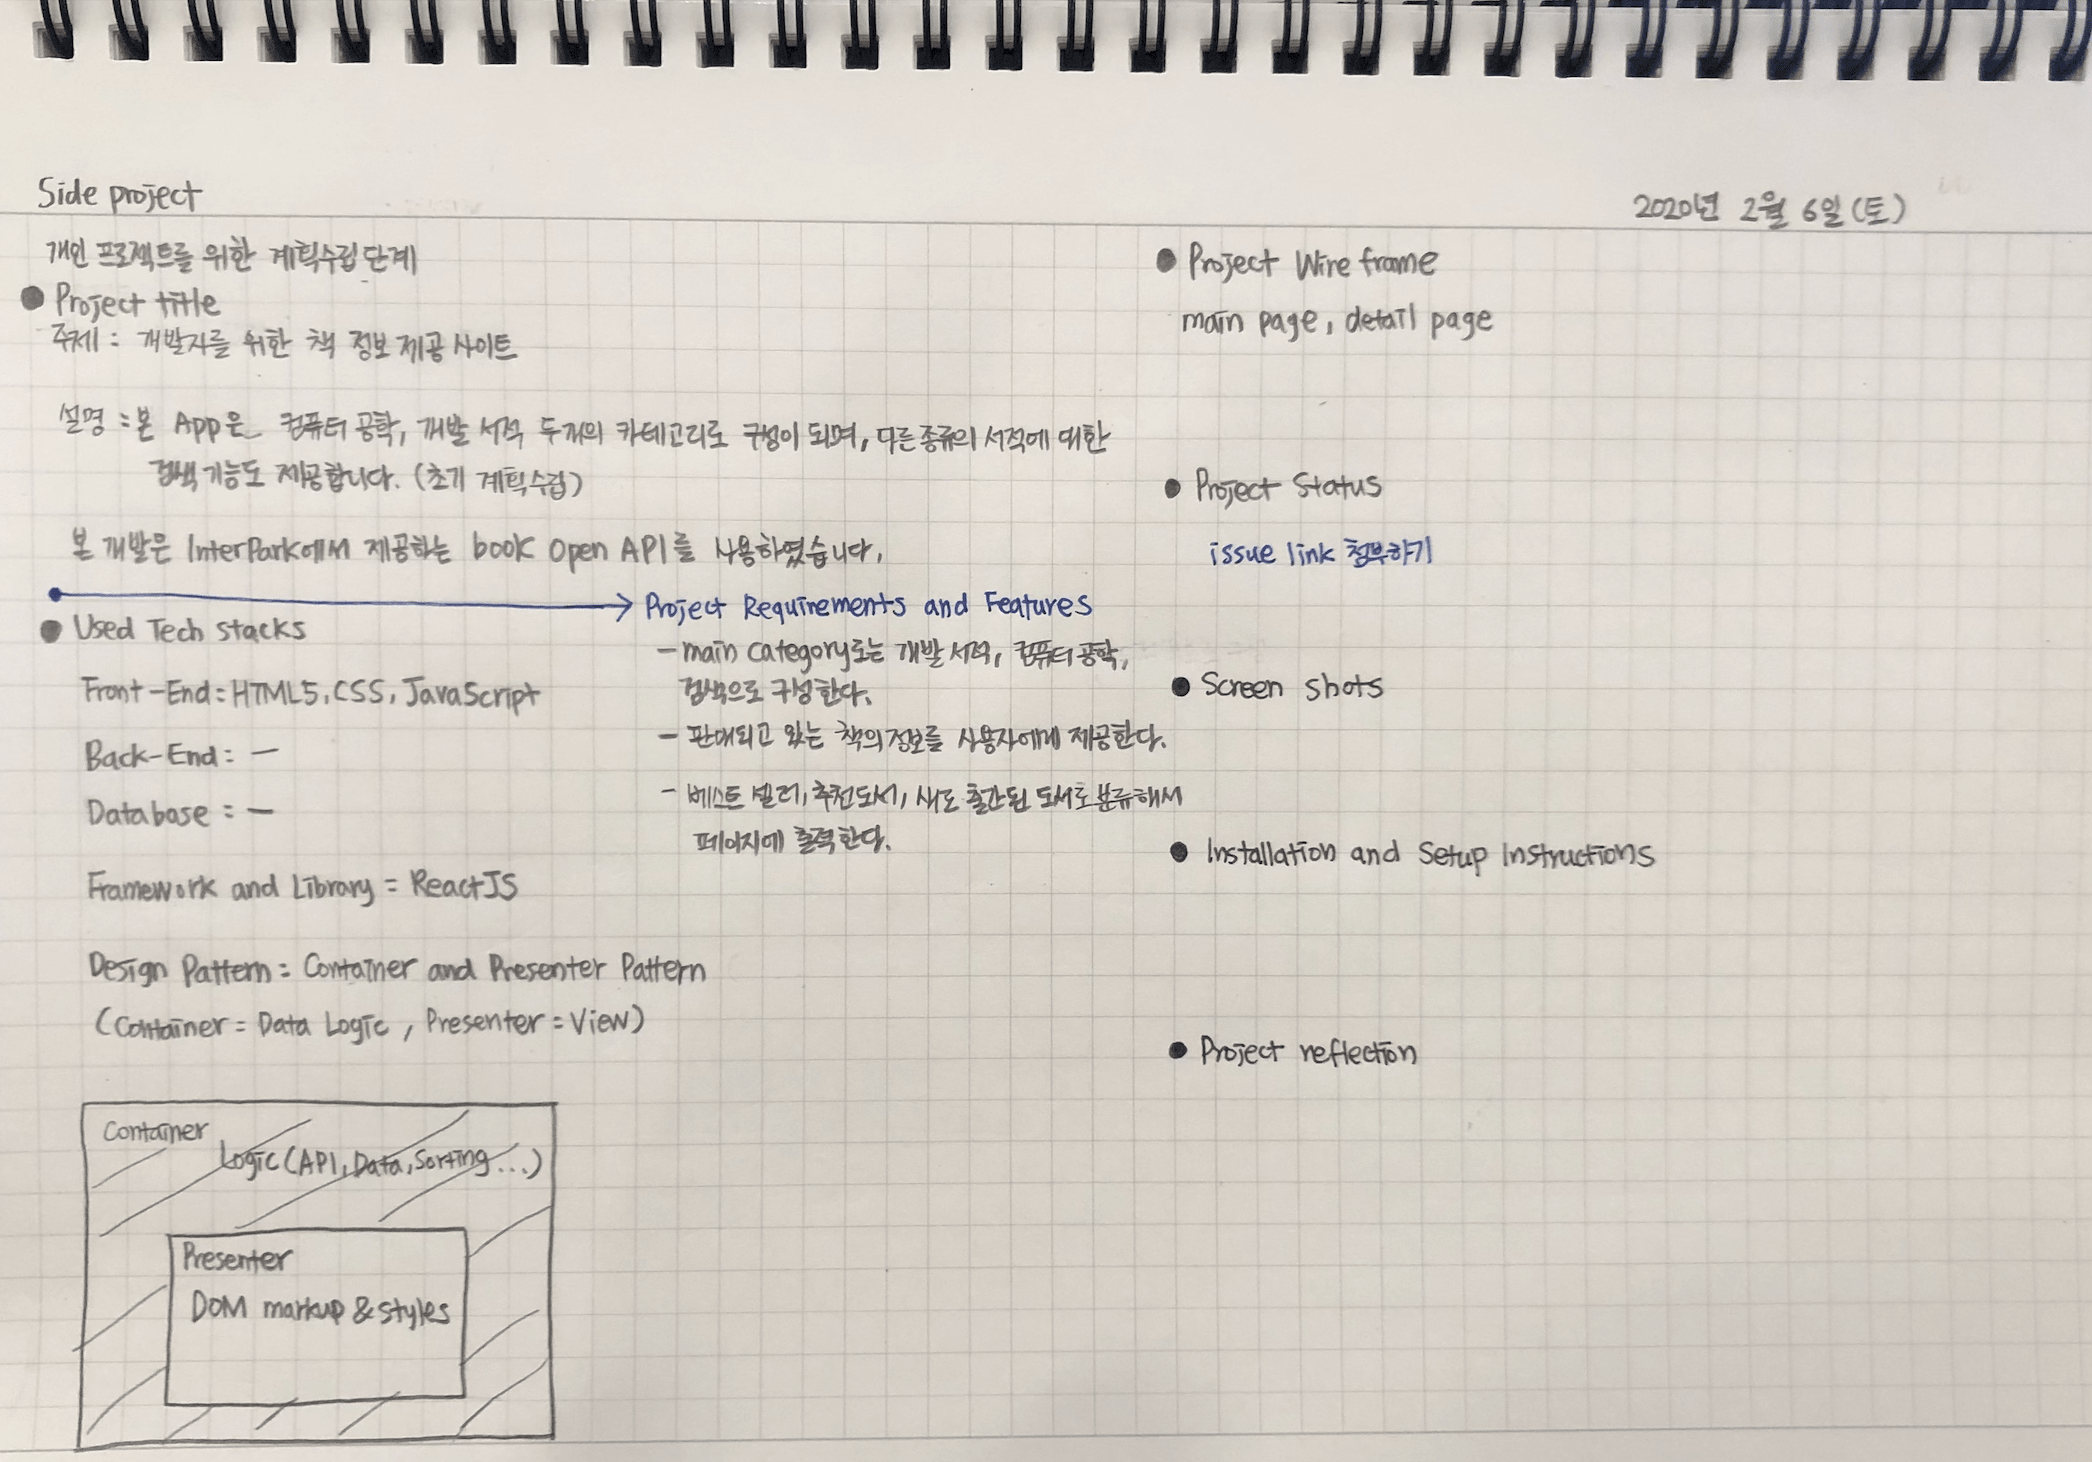 Side project
2020년 2월 6일(토)
개인 프로젝트를 위한 계획수립단계
● Project title
주제 : 개발자를 위한 책 정보 제공 사이트
설명 : 본 App은 컴퓨터 공학, 개발 서적 두개의 카테고리로 구성이 되며, 다른 종류의 서적에 대한
검색 기능도 제공합니다. (초기 계획수립)
본 개발은 InterPark에서 제공하는 book Open API를 사용하였습니다.
→ Project Requirements and Features
- main category로는 개발 서적, 컴퓨터 공학,
검색으로 구성한다.
- 판매되고 있는 책의 정보를 사용자에게 제공한다.
- 베스트 셀러, 추천도서, 새로 출간된 도서로 분류해서
페이지에 출력한다.
● Used Tech stacks
Front-End : HTML5, CSS, JavaScript
Back-End : -
Database : -
Framework and Library = ReactJS
Design Pattern = Container and Presenter Pattern
(Container = Data Logic , Presenter = View)
Container
Logic (API, Data, Sorting ...)
Presenter
DOM markup & styles
● Project Wire frame
main page, detail page
● Project Status
issue link 첨부하기
● Screen shots
● Installation and Setup Instructions
● Project reflection